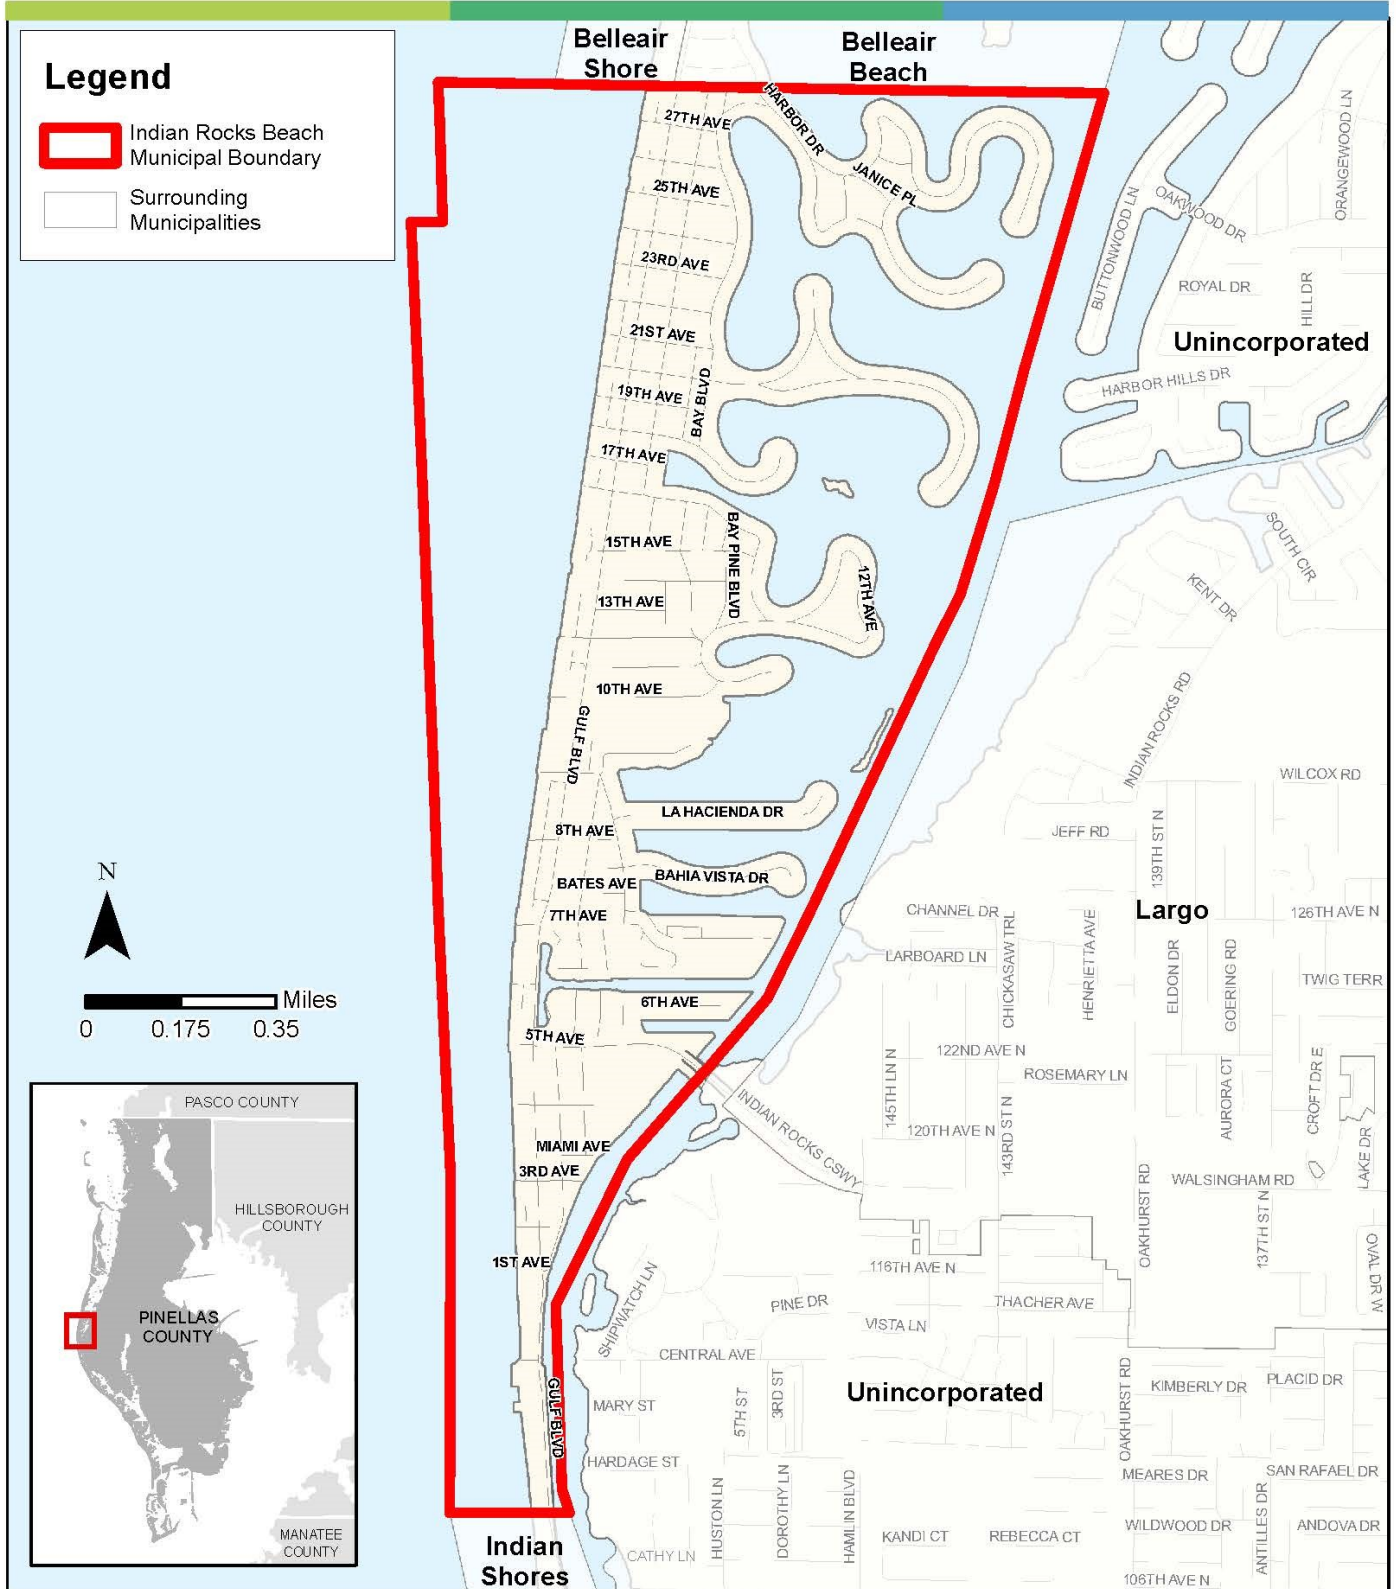 Belleair
Shore
Belleair
Beach
Legend
Indian Rocks Beach
Municipal Boundary
Surrounding
Municipalities
HARBOR DR
27TH AVE
JANICE PL
25TH AVE
ORANGEWOOD LN
OAKWOOD DR
BUTTONWOOD LN
23RD AVE
ROYAL DR
HILL DR
21ST AVE
Unincorporated
HARBOR HILLS DR
19TH AVE
BAY BLVD
17TH AVE
SOUTH CIR
15TH AVE
BAY PINE BLVD
12TH AVE
KENT DR
13TH AVE
10TH AVE
INDIAN ROCKS RD
GULF BLVD
WILCOX RD
LA HACIENDA DR
8TH AVE
JEFF RD
139TH ST N
N
BAHIA VISTA DR
BATES AVE
7TH AVE
CHANNEL DR
Largo
126TH AVE N
LARBOARD LN
CHICKASAW TRL
HENRIETTA AVE
ELDON DR
GOERING RD
TWIG TERR
Miles
0 0.175 0.35
6TH AVE
5TH AVE
122ND AVE N
145TH LN N
ROSEMARY LN
AURORA CT
CROFT DR E
INDIAN ROCKS CSWY
120TH AVE N
143RD ST N
LAKE DR
MIAMI AVE
3RD AVE
OAKHURST RD
WALSINGHAM RD
137TH ST N
1ST AVE
116TH AVE N
OVAL DR W
SHIPWATCH LN
PINE DR
THACHER AVE
VISTA LN
CENTRAL AVE
OAKHURST RD
KIMBERLY DR
PLACID DR
Unincorporated
GULF BLVD
MARY ST
5TH ST
3RD ST
HARDAGE ST
MEARES DR
SAN RAFAEL DR
HUSTON LN
DOROTHY LN
HAMLIN BLVD
WILDWOOD DR
ANTILLES DR
ANDOVA DR
KANDI CT
REBECCA CT
CATHY LN
106TH AVE N
Indian
Shores
PASCO COUNTY
HILLSBOROUGH
COUNTY
PINELLAS
COUNTY
MANATEE
COUNTY